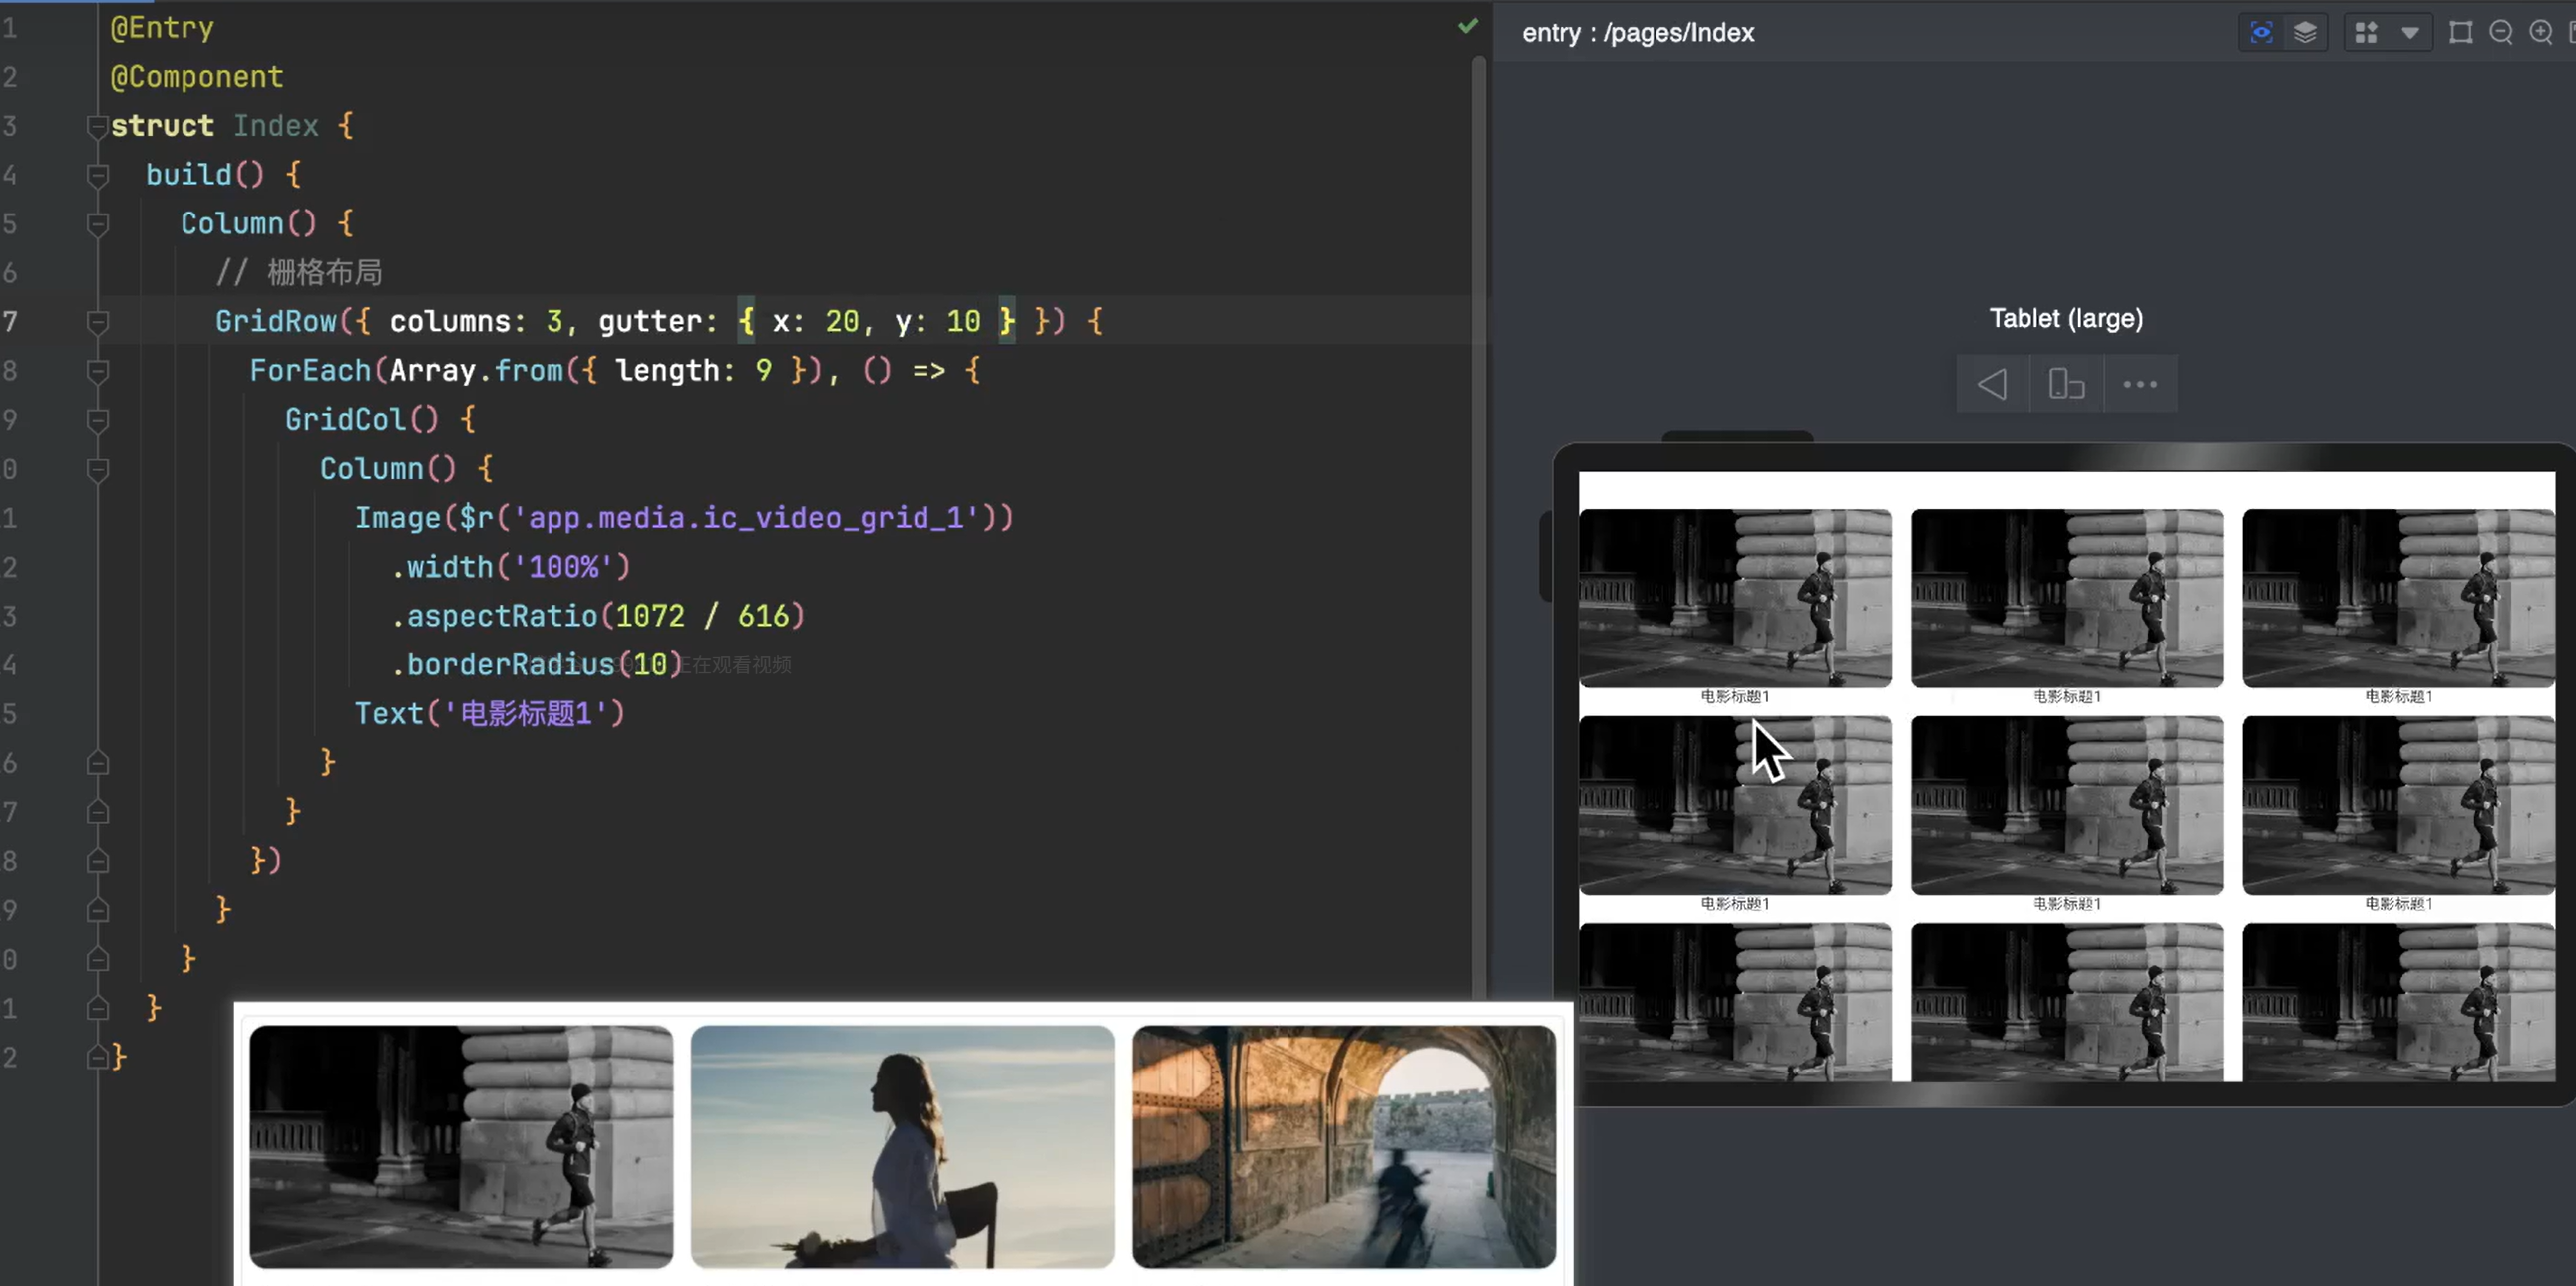 1 @Entry
2 @Component
3 struct Index {
4 build() {
5 Column() {
6 // 栅格布局
7 GridRow({ columns: 3, gutter: { x: 20, y: 10 } }) {
8 ForEach(Array.from({ length: 9 }), () => {
9 GridCol() {
0 Column() {
1 Image($r('app.media.ic_video_grid_1'))
2 .width('100%')
3 .aspectRatio(1072 / 616)
4 .borderRadius(10)
正在观看视频
5 Text('电影标题1')
6 }
7 }
8 })
9 }
0 }
1 }
2 }
entry : /pages/Index
Tablet (large)
电影标题1 电影标题1 电影标题1
电影标题1 电影标题1 电影标题1